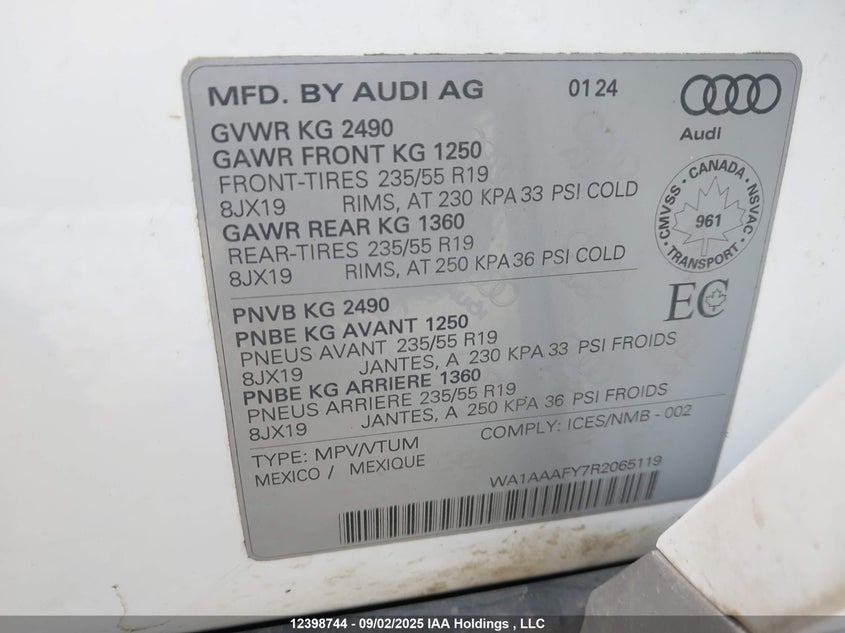 MFD. BY AUDI AG 0124
Audi
GVWR KG 2490
GAWR FRONT KG 1250
FRONT-TIRES 235/55 R19
8JX19 RIMS, AT 230 KPA 33 PSI COLD
GAWR REAR KG 1360
REAR-TIRES 235/55 R19
8JX19 RIMS, AT 250 KPA 36 PSI COLD
CMVSS · CANADA · NSVAC · TRANSPORT ·
961
EC
PNVB KG 2490
PNBE KG AVANT 1250
PNEUS AVANT 235/55 R19
8JX19 JANTES, A 230 KPA 33 PSI FROIDS
PNBE KG ARRIERE 1360
PNEUS ARRIERE 235/55 R19
8JX19 JANTES, A 250 KPA 36 PSI FROIDS
TYPE: MPV/VTUM COMPLY: ICES/NMB - 002
MEXICO / MEXIQUE
WA1AAAFY7R2065119
12398744 - 09/02/2025 IAA Holdings , LLC